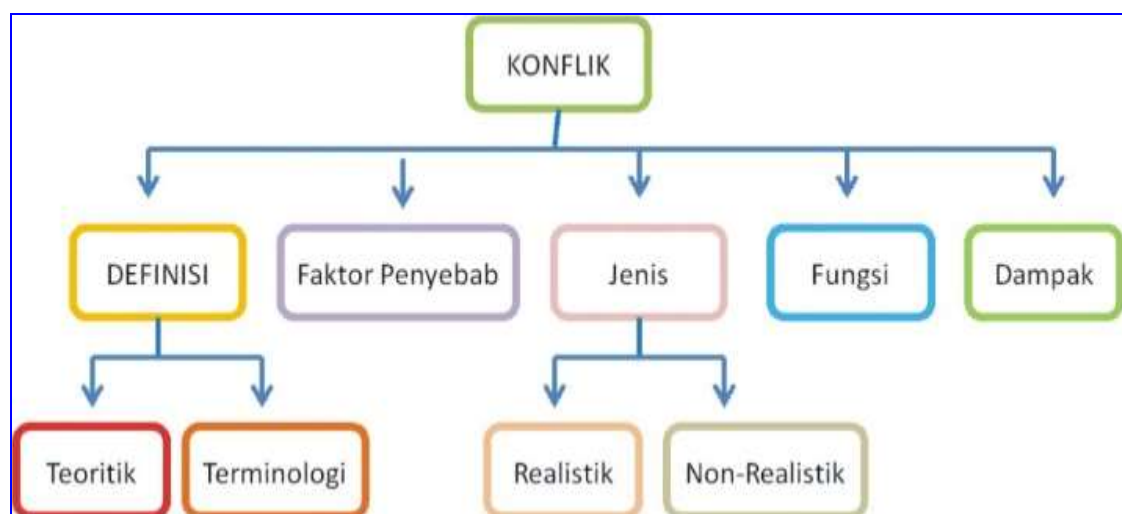 KONFLIK
DEFINISI
Faktor Penyebab
Jenis
Fungsi
Dampak
Teoritik
Terminologi
Realistik
Non-Realistik